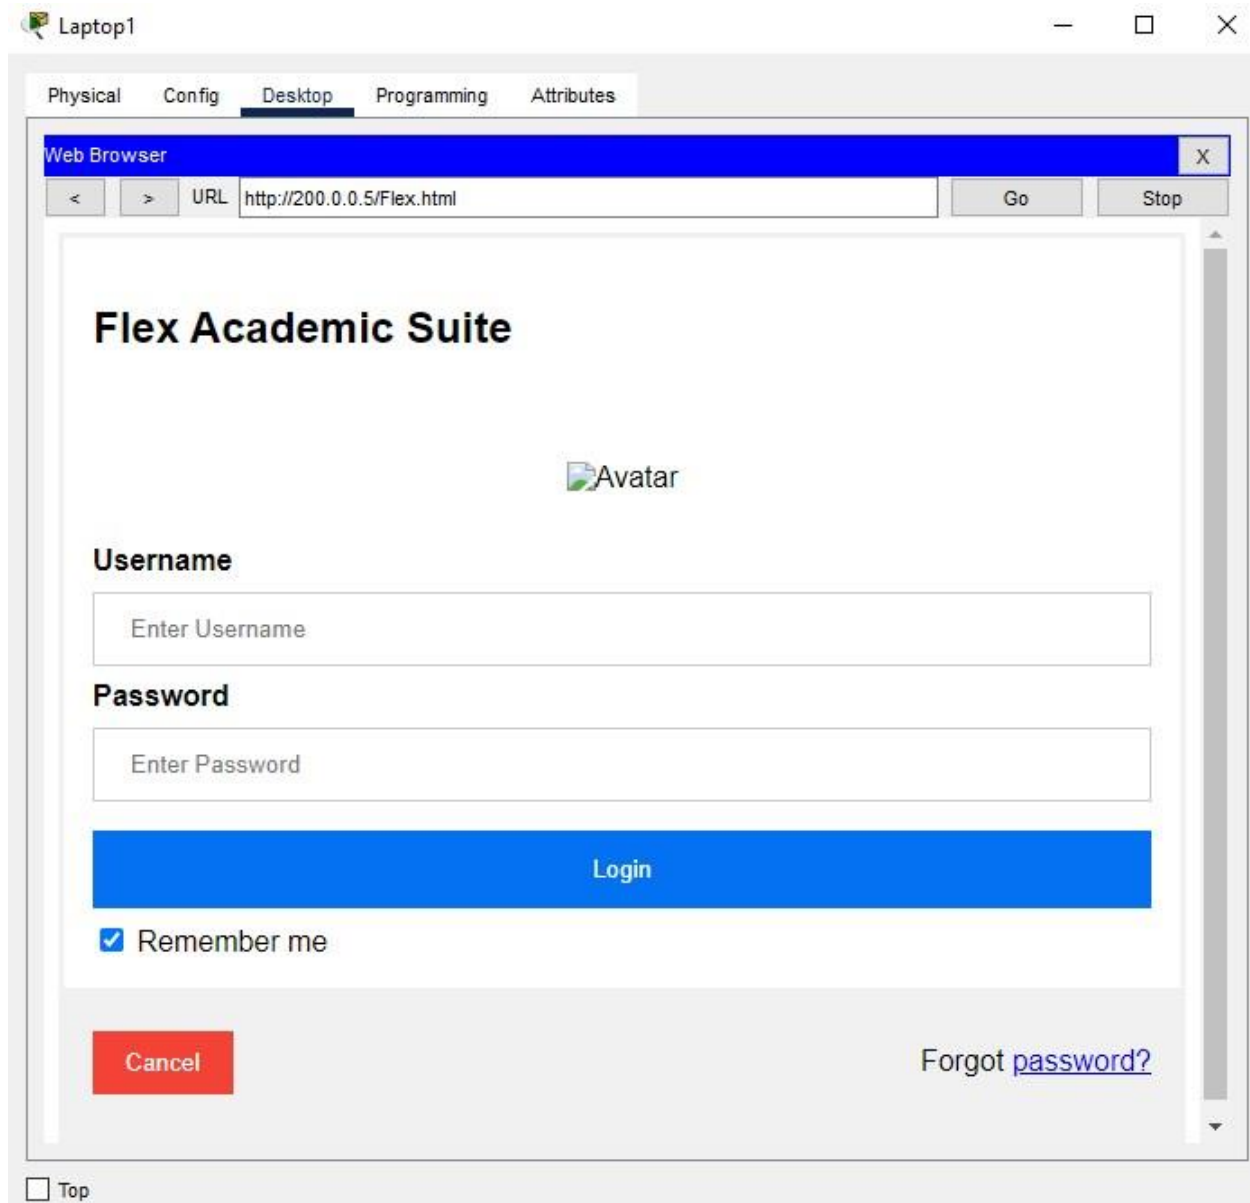 Laptop1
Physical Config Desktop Programming Attributes
Web Browser X
< > URL http://200.0.0.5/Flex.html Go Stop
Flex Academic Suite
Avatar
Username
Enter Username
Password
Enter Password
Login
Remember me
Cancel Forgot password?
Top